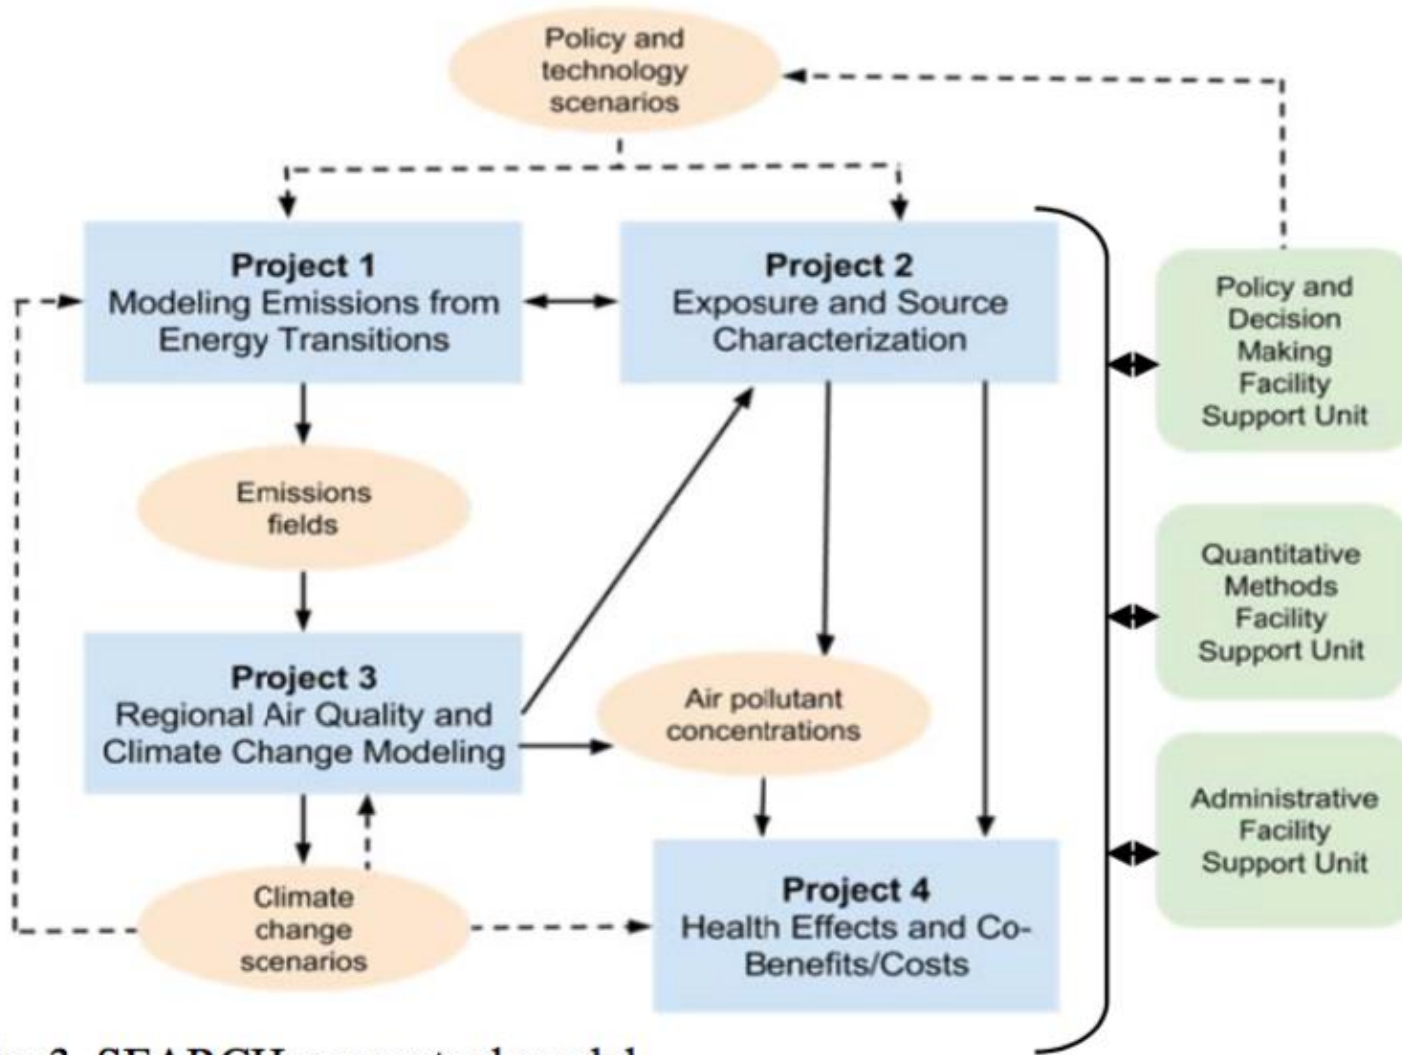 Policy and
technology
scenarios
Project 1
Modeling Emissions from
Energy Transitions
Project 2
Exposure and Source
Characterization
Policy and
Decision
Making
Facility
Support Unit
Emissions
fields
Quantitative
Methods
Facility
Support Unit
Project 3
Regional Air Quality and
Climate Change Modeling
Air pollutant
concentrations
Administrative
Facility
Support Unit
Climate
change
scenarios
Project 4
Health Effects and Co-
Benefits/Costs
3. SEARCH